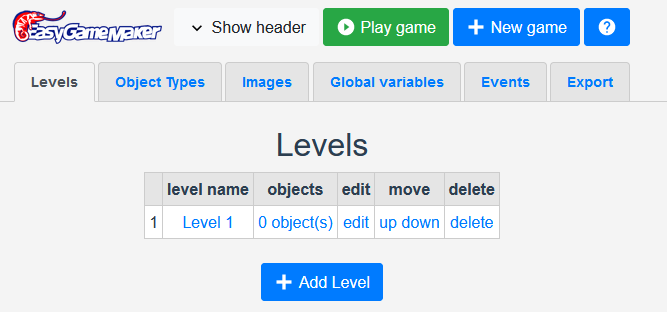 EasyGameMaker Show header Play game New game ?
Levels Object Types Images Global variables Events Export
Levels
level name objects edit move delete
1 Level 1 0 object(s) edit up down delete
Add Level